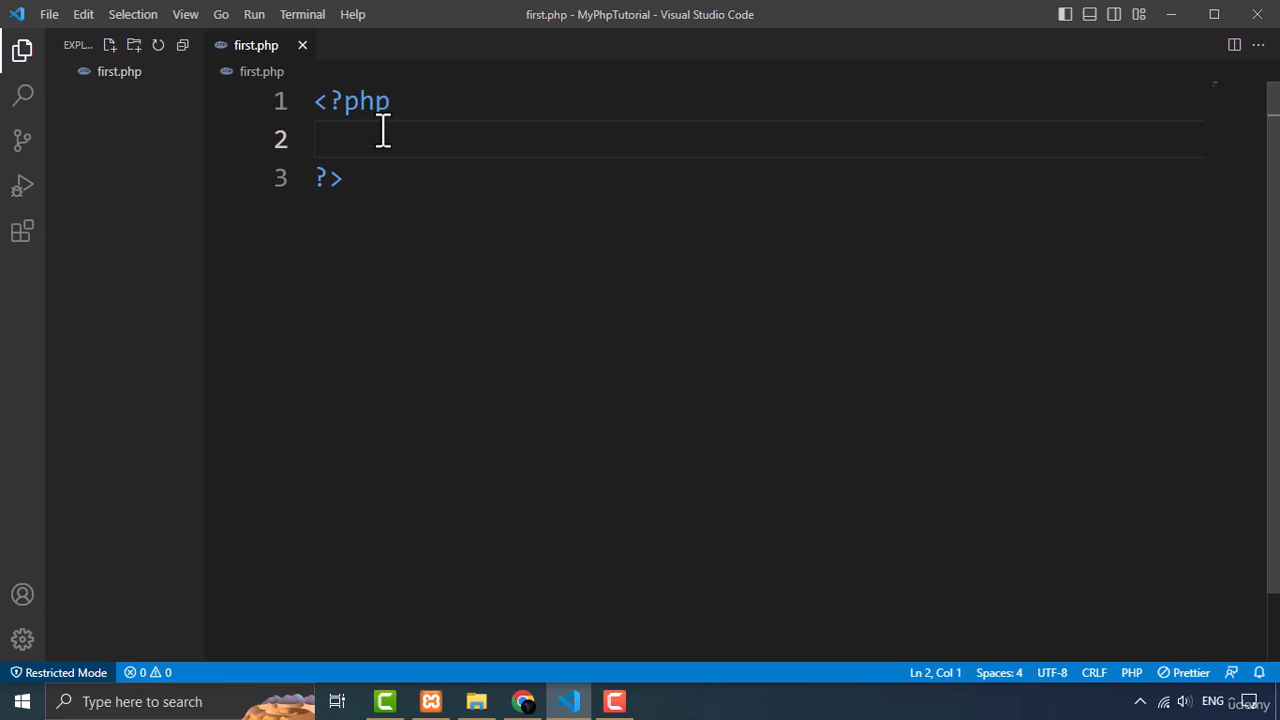 File Edit Selection View Go Run Terminal Help
first.php - MyPhpTutorial - Visual Studio Code
EXPL...
first.php
first.php
first.php
1 <?php
2
3 ?>
Restricted Mode 0 0
Ln 2, Col 1 Spaces: 4 UTF-8 CRLF PHP Prettier
Type here to search
ENG
Udemy